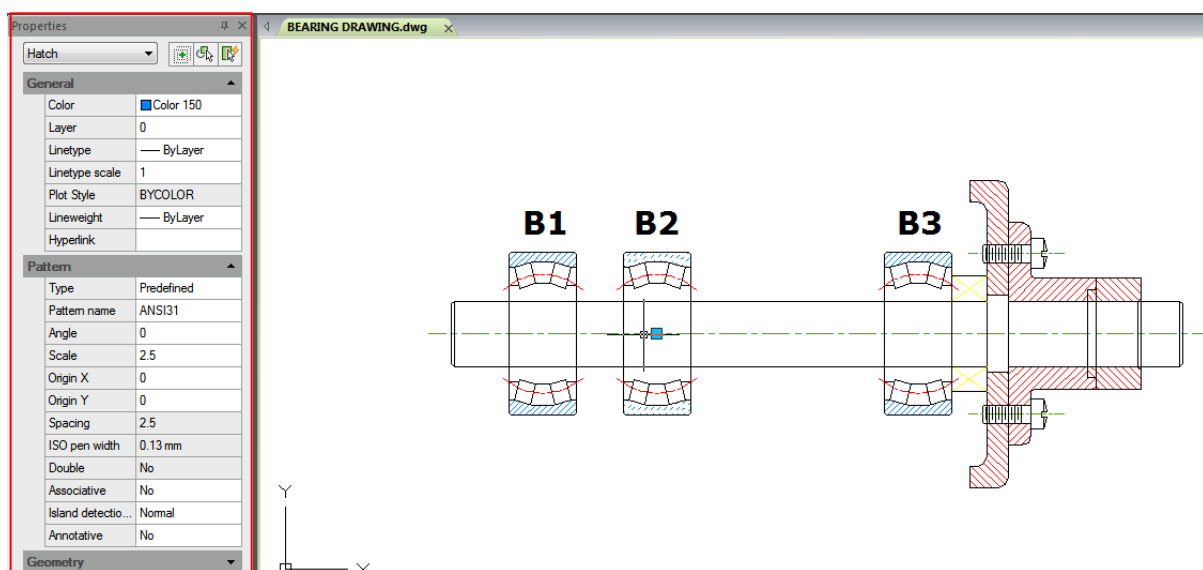 Properties
BEARING DRAWING.dwg
Hatch
General
Color Color 150
Layer 0
Linetype ByLayer
Linetype scale 1
Plot Style BYCOLOR
Lineweight ByLayer
Hyperlink
Pattern
Type Predefined
Pattern name ANSI31
Angle 0
Scale 2.5
Origin X 0
Origin Y 0
Spacing 2.5
ISO pen width 0.13 mm
Double No
Associative No
Island detectio... Normal
Annotative No
Geometry
B1 B2 B3
Y
X